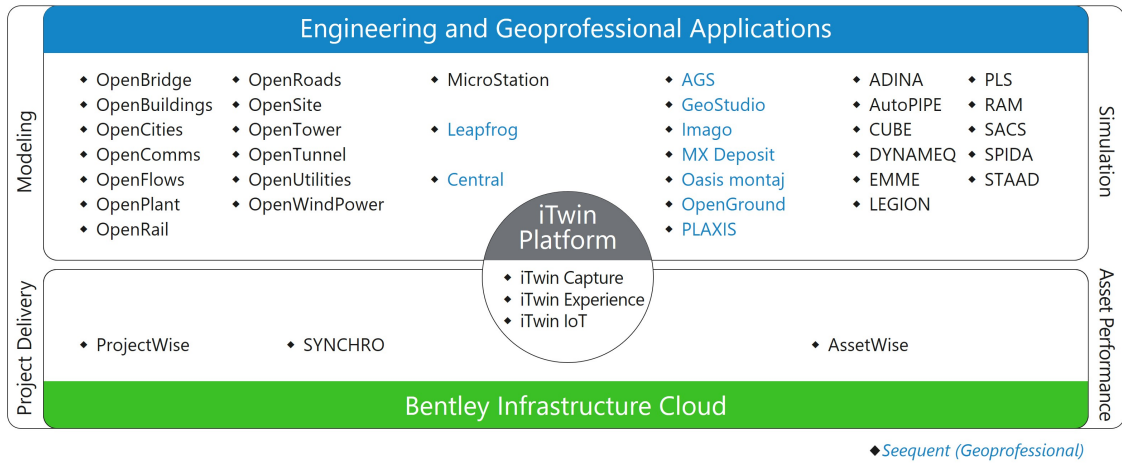 Engineering and Geoprofessional Applications
Modeling
◆ OpenBridge
◆ OpenBuildings
◆ OpenCities
◆ OpenComms
◆ OpenFlows
◆ OpenPlant
◆ OpenRail
◆ OpenRoads
◆ OpenSite
◆ OpenTower
◆ OpenTunnel
◆ OpenUtilities
◆ OpenWindPower
◆ MicroStation
◆ Leapfrog
◆ Central
◆ AGS
◆ GeoStudio
◆ Imago
◆ MX Deposit
◆ Oasis montaj
◆ OpenGround
◆ PLAXIS
◆ ADINA
◆ AutoPIPE
◆ CUBE
◆ DYNAMEQ
◆ EMME
◆ LEGION
◆ PLS
◆ RAM
◆ SACS
◆ SPIDA
◆ STAAD
Simulation
iTwin
Platform
◆ iTwin Capture
◆ iTwin Experience
◆ iTwin IoT
Project Delivery
◆ ProjectWise
◆ SYNCHRO
◆ AssetWise
Asset Performance
Bentley Infrastructure Cloud
◆ Seequent (Geoprofessional)